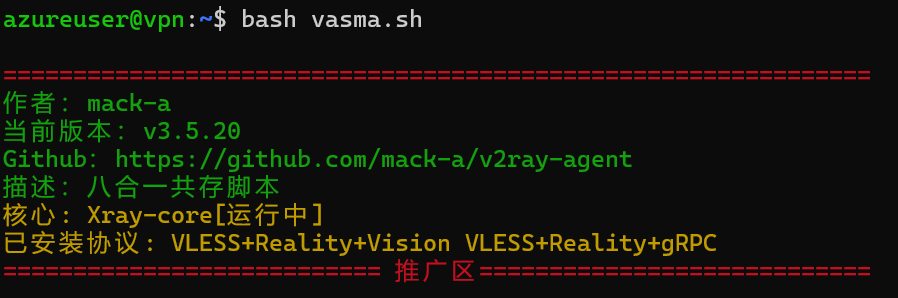 azureuser@vpn:~$ bash vasma.sh
==============================================================
作者：mack-a
当前版本：v3.5.20
Github：https://github.com/mack-a/v2ray-agent
描述：八合一共存脚本
核心: Xray-core[运行中]
已安装协议: VLESS+Reality+Vision VLESS+Reality+gRPC
=========================== 推广区============================